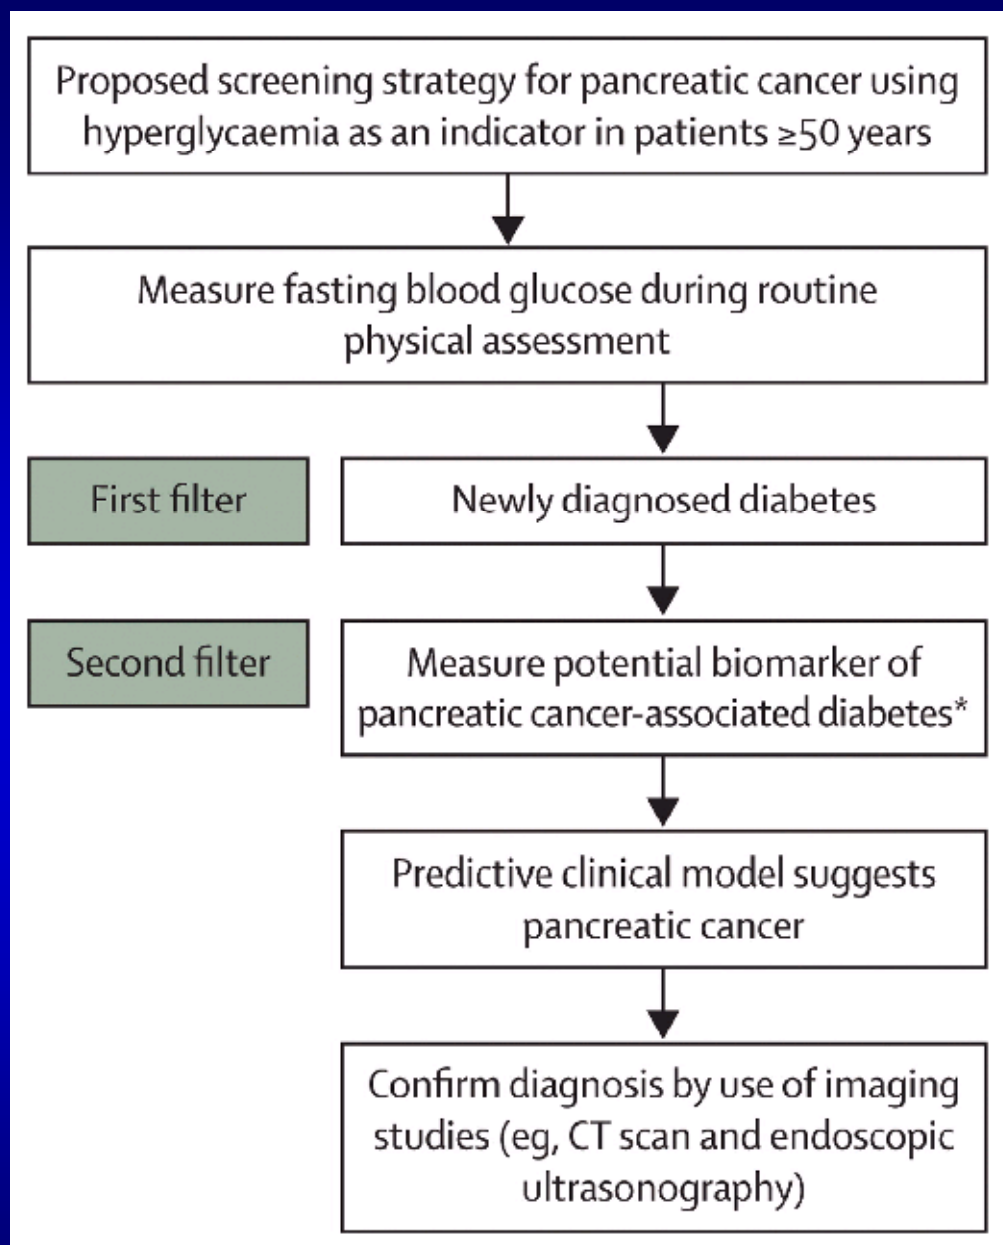 Proposed screening strategy for pancreatic cancer using
hyperglycaemia as an indicator in patients ≥50 years
Measure fasting blood glucose during routine
physical assessment
First filter
Newly diagnosed diabetes
Second filter
Measure potential biomarker of
pancreatic cancer-associated diabetes*
Predictive clinical model suggests
pancreatic cancer
Confirm diagnosis by use of imaging
studies (eg, CT scan and endoscopic
ultrasonography)